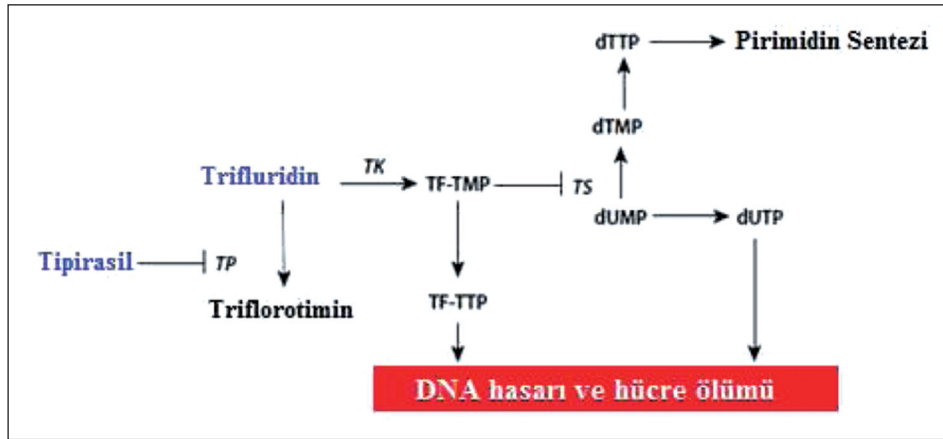 dTTP Pirimidin Sentezi
dTMP
Trifluridin TK TF-TMP TS
dUMP dUTP
Tipirasil TP
Triflorotimin TF-TTP
DNA hasarı ve hücre ölümü